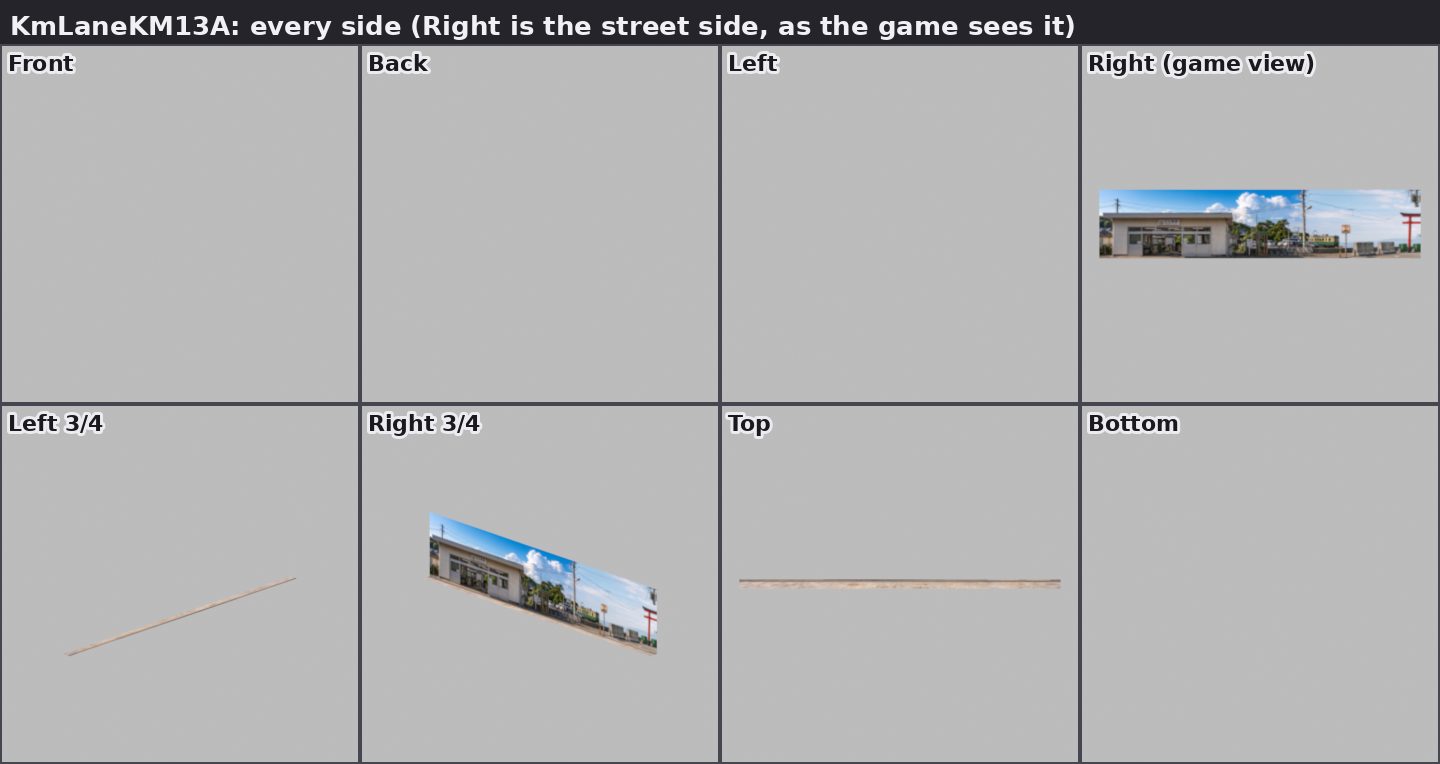 KmLaneKM13A: every side (Right is the street side, as the game sees it)
Front
Back
Left
Right (game view)
Left 3/4
Right 3/4
Top
Bottom